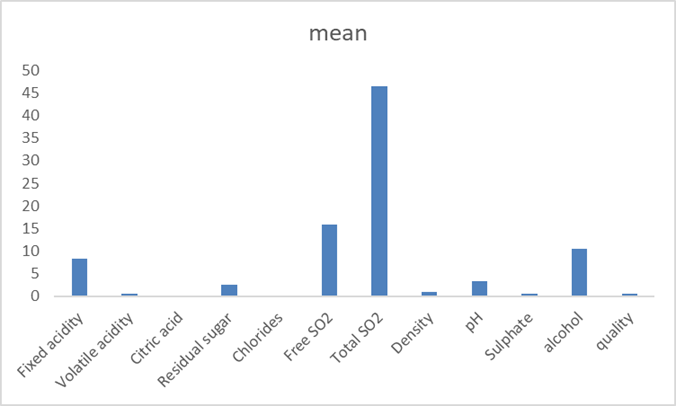 mean
50
45
40
35
30
25
20
15
10
5
0
Fixed acidity
Volatile acidity
Citric acid
Residual sugar
Chlorides
Free SO2
Total SO2
Density
pH
Sulphate
alcohol
quality